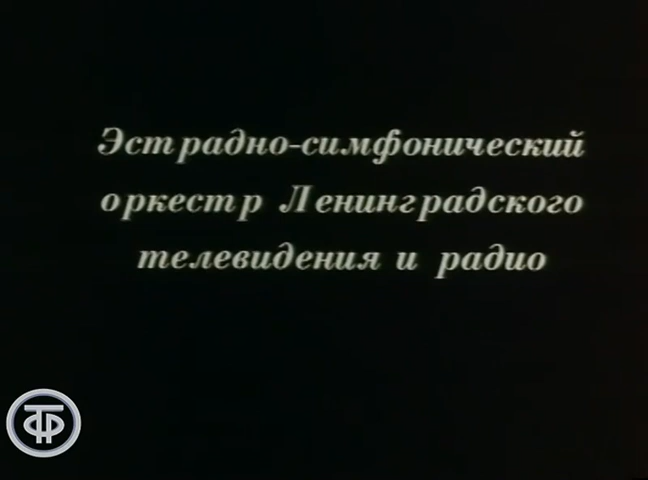 Эстрадно-симфонический
оркестр Ленинградского
телевидения и радио